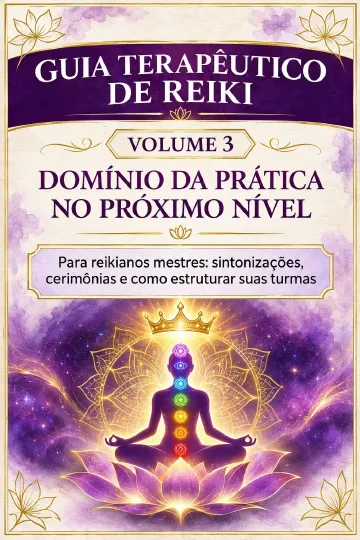 GUIA TERAPÊUTICO
DE REIKI
VOLUME 3
DOMÍNIO DA PRÁTICA
NO PRÓXIMO NÍVEL
Para reikianos mestres: sintonizações,
cerimônias e como estruturar suas turmas